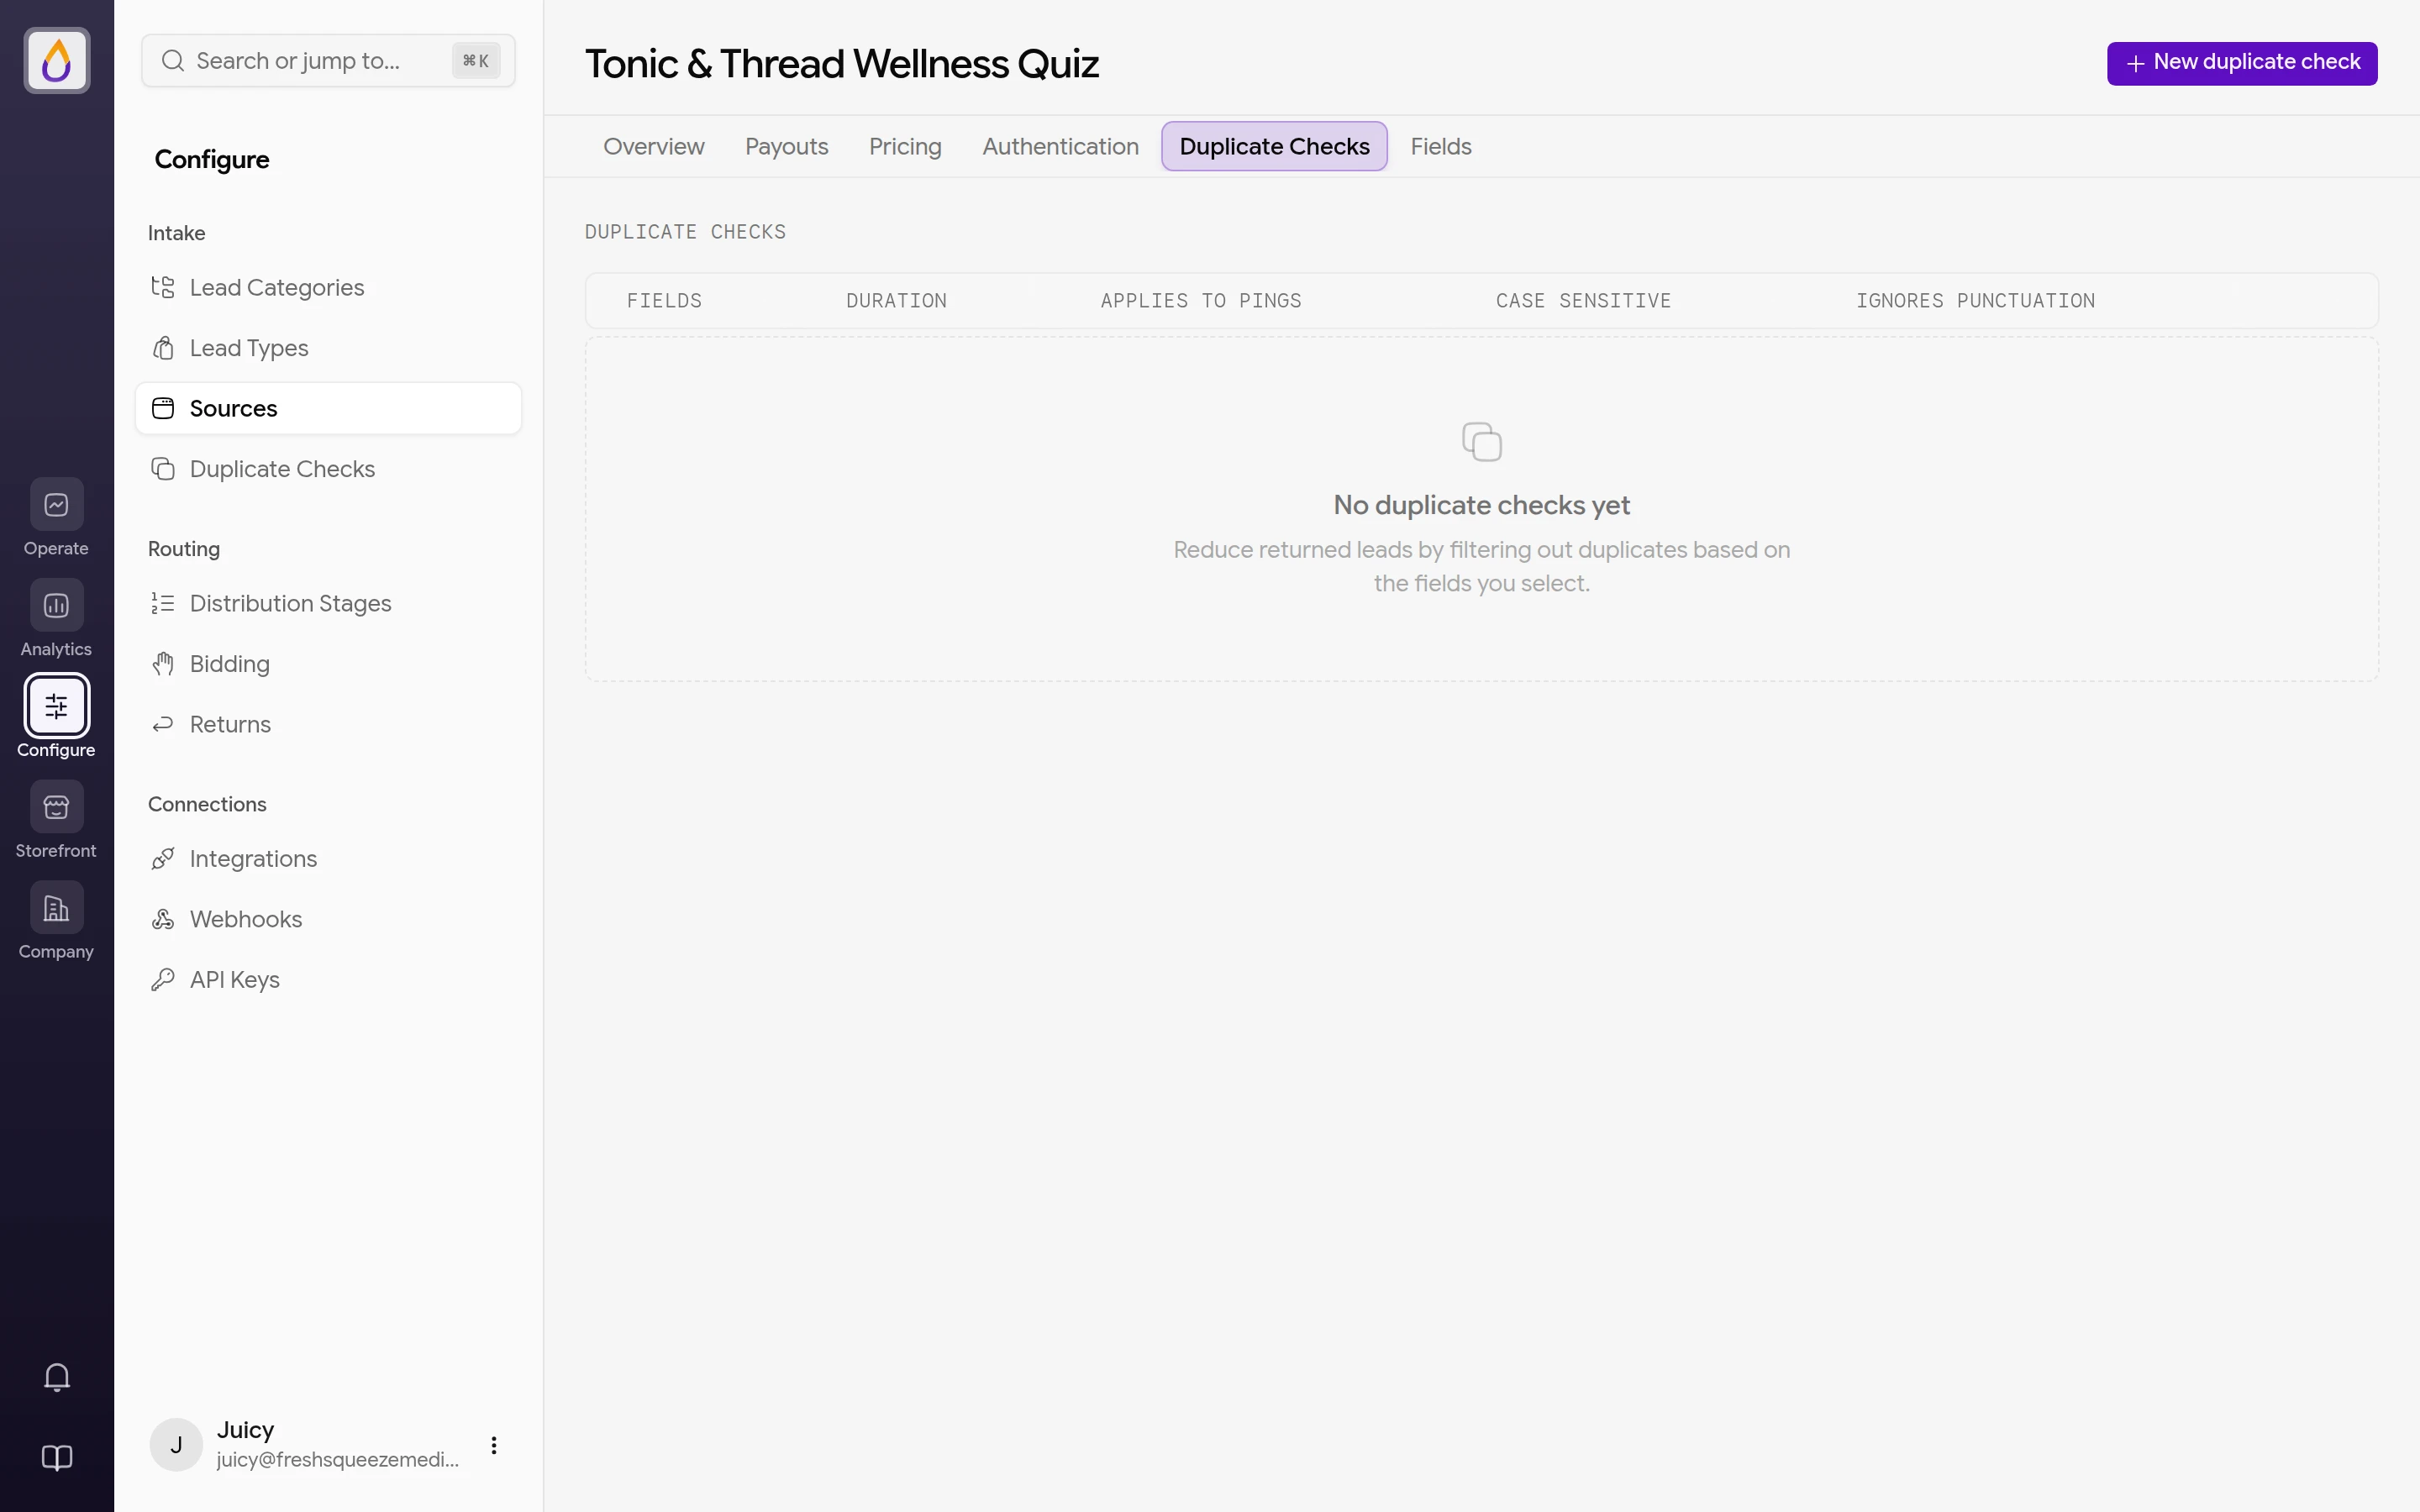 Search or jump to...
⌘K
Configure
Intake
Lead Categories
Lead Types
Sources
Duplicate Checks
Routing
Distribution Stages
Bidding
Returns
Connections
Integrations
Webhooks
API Keys
Operate
Analytics
Configure
Storefront
Company
J
Juicy
juicy@freshsqueezemedi...
Tonic & Thread Wellness Quiz
New duplicate check
Overview
Payouts
Pricing
Authentication
Duplicate Checks
Fields
DUPLICATE CHECKS
FIELDS
DURATION
APPLIES TO PINGS
CASE SENSITIVE
IGNORES PUNCTUATION
No duplicate checks yet
Reduce returned leads by filtering out duplicates based on
the fields you select.